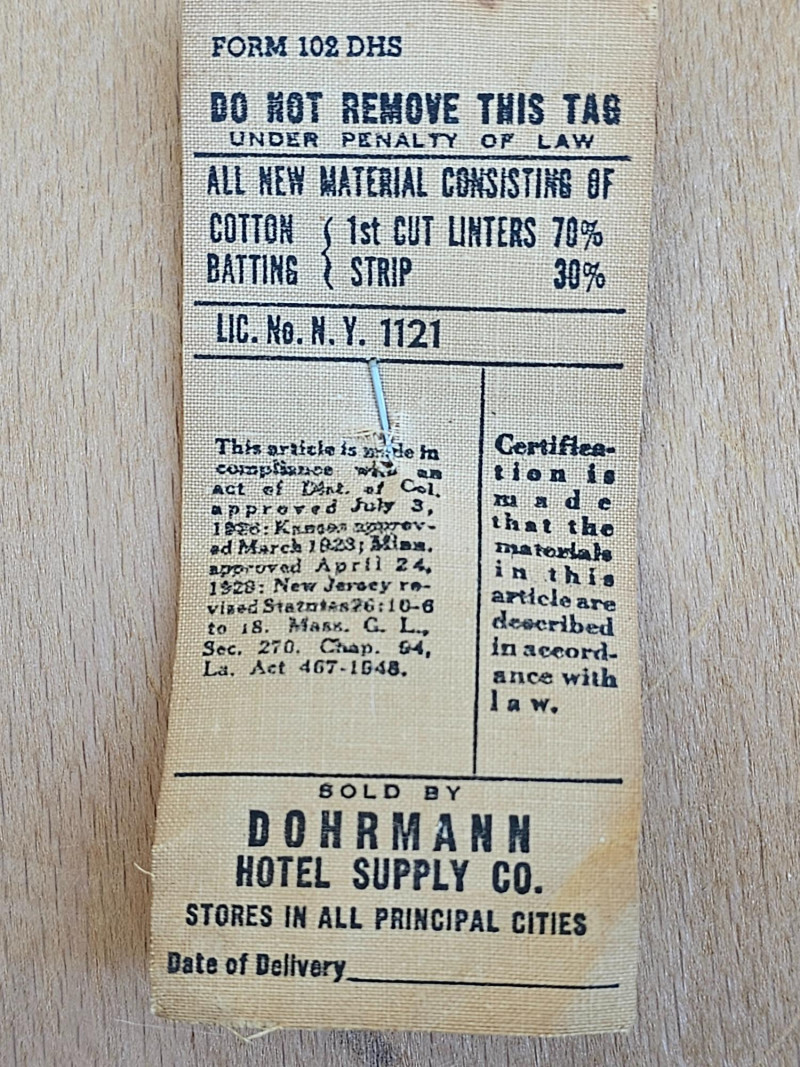 FORM 102 DHS
DO NOT REMOVE THIS TAG
UNDER PENALTY OF LAW
ALL NEW MATERIAL CONSISTING OF
COTTON { 1st CUT LINTERS 70%
BATTING { STRIP 30%
LIC. No. N. Y. 1121
This article is made in
compliance with an
act of Dist. of Col.
approved July 3,
1926: Kansas approv-
ed March 1923; Minn.
approved April 24,
1929: New Jersey re-
vised Statutes 26:10-6
to 18. Mass. G. L.,
Sec. 270. Chap. 94,
La. Act 467-1948.
Certifica-
tion is
made
that the
materials
in this
article are
described
in accord-
ance with
law.
SOLD BY
DOHRMANN
HOTEL SUPPLY CO.
STORES IN ALL PRINCIPAL CITIES
Date of Delivery